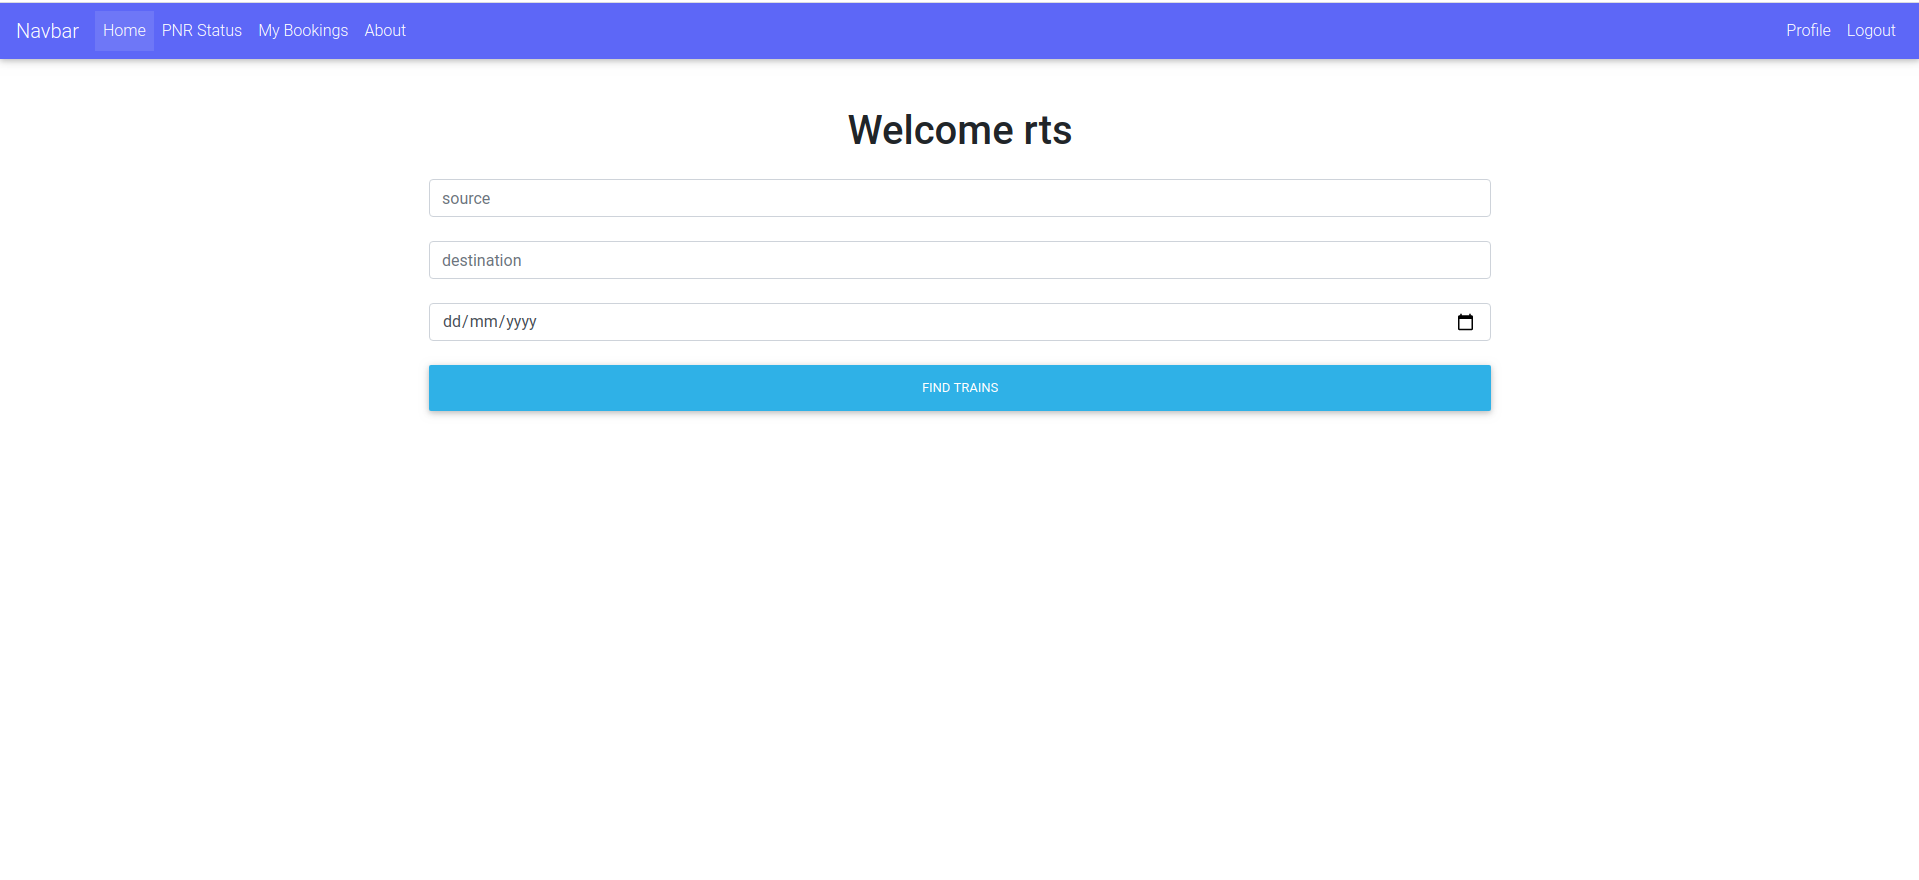 Navbar Home PNR Status My Bookings About Profile Logout
Welcome rts
source
destination
dd/mm/yyyy
FIND TRAINS